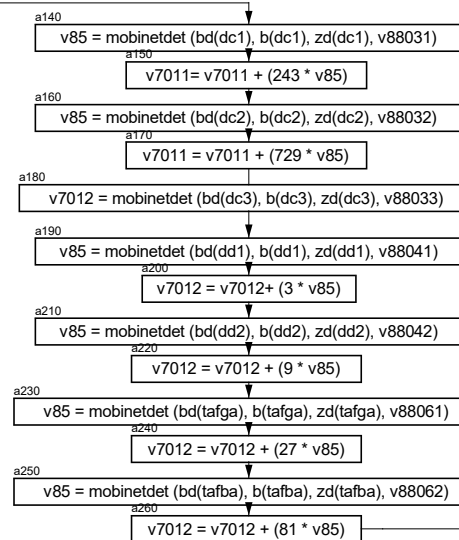 a140
v85 = mobinetdet (bd(dc1), b(dc1), zd(dc1), v88031)
a150
v7011= v7011 + (243 * v85)
a160
v85 = mobinetdet (bd(dc2), b(dc2), zd(dc2), v88032)
a170
v7011 = v7011 + (729 * v85)
a180
v7012 = mobinetdet (bd(dc3), b(dc3), zd(dc3), v88033)
a190
v85 = mobinetdet (bd(dd1), b(dd1), zd(dd1), v88041)
a200
v7012 = v7012+ (3 * v85)
a210
v85 = mobinetdet (bd(dd2), b(dd2), zd(dd2), v88042)
a220
v7012 = v7012 + (9 * v85)
a230
v85 = mobinetdet (bd(tafga), b(tafga), zd(tafga), v88061)
a240
v7012 = v7012 + (27 * v85)
a250
v85 = mobinetdet (bd(tafba), b(tafba), zd(tafba), v88062)
a260
v7012 = v7012 + (81 * v85)